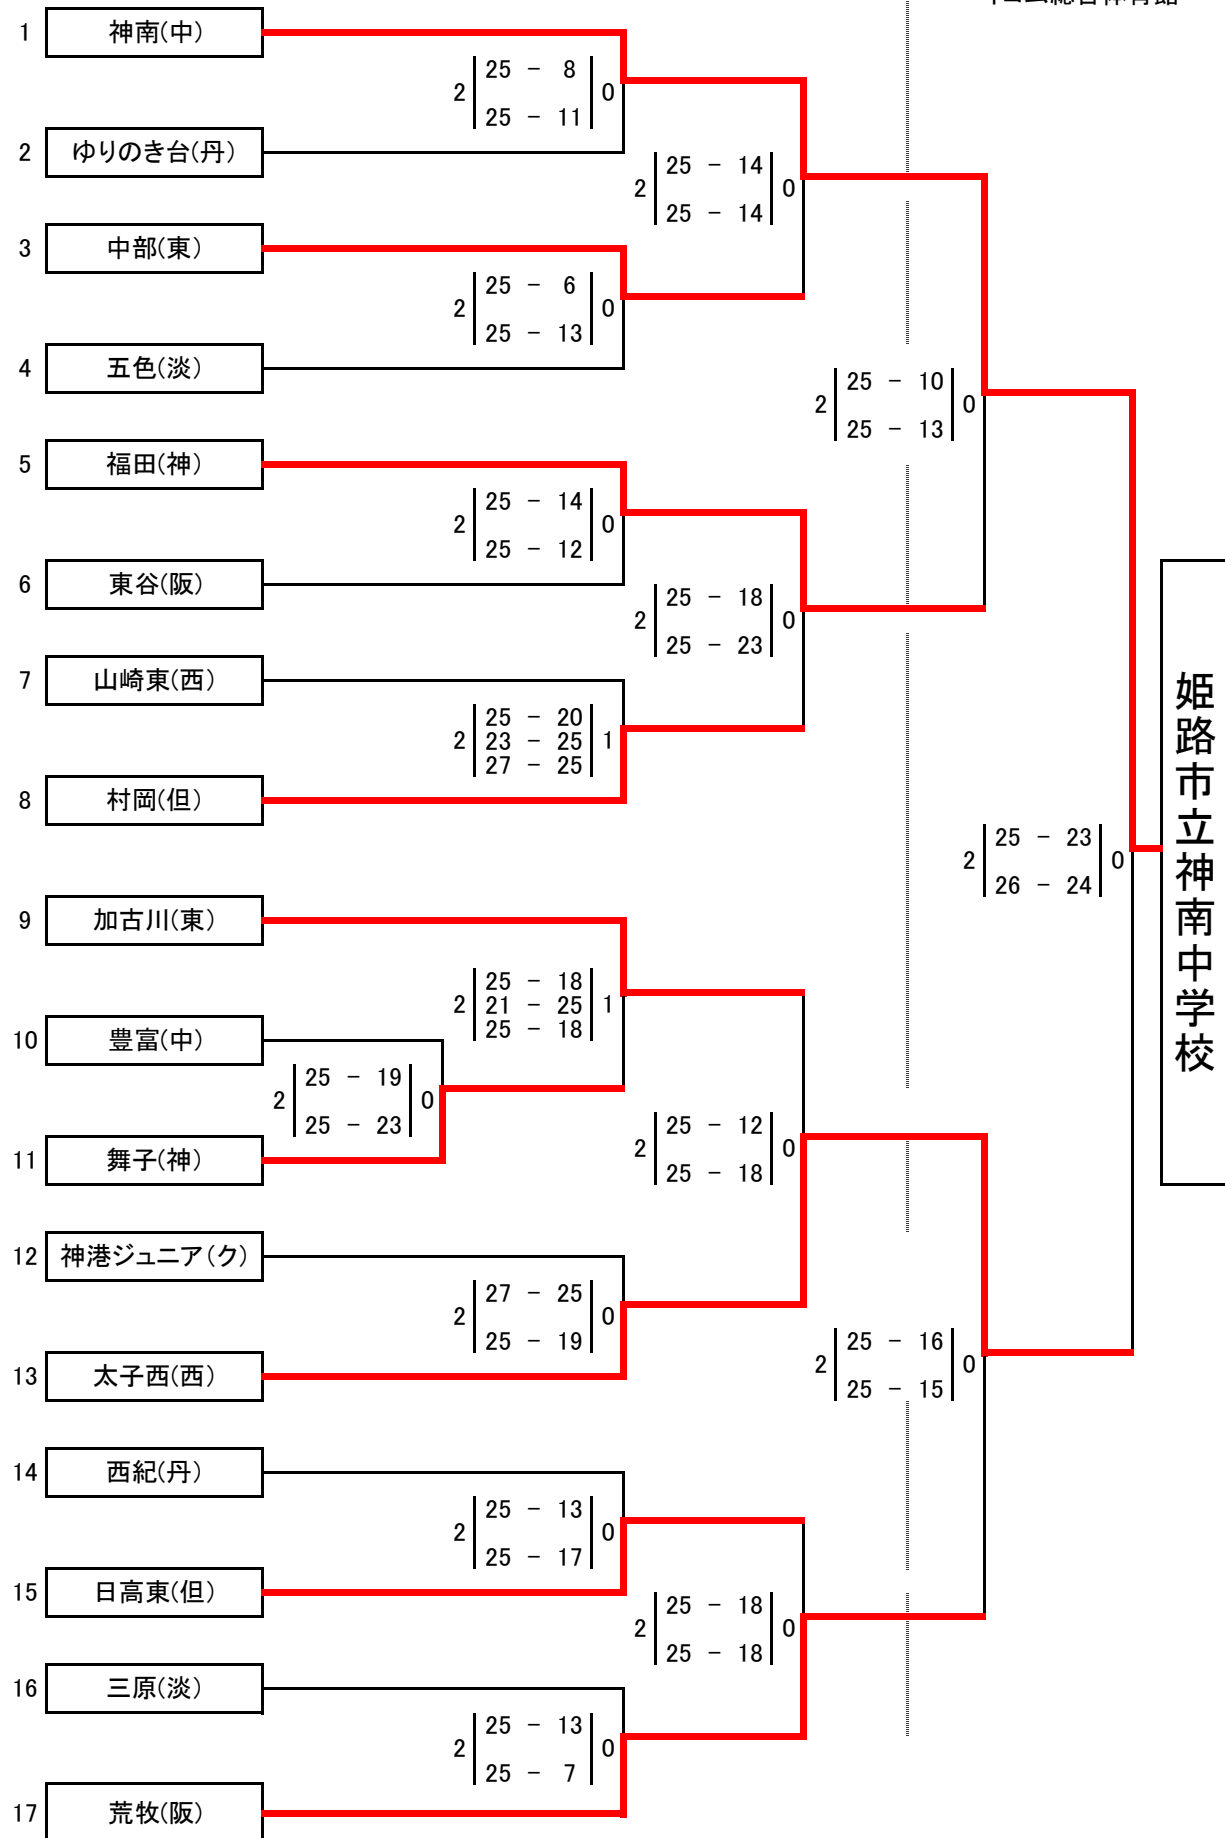 1 神南(中)
2 25 - 8 0
25 - 11
2 ゆりのき台(丹)
2 25 - 14 0
25 - 14
3 中部(東)
2 25 - 6 0
25 - 13
4 五色(淡)
2 25 - 10 0
25 - 13
5 福田(神)
2 25 - 14 0
25 - 12
6 東谷(阪)
2 25 - 18 0
25 - 23
7 山崎東(西)
25 - 20
2 23 - 25 1
27 - 25
8 村岡(但)
2 25 - 23 0
26 - 24
姫路市立神南中学校
9 加古川(東)
25 - 18
2 21 - 25 1
25 - 18
10 豊富(中)
2 25 - 19 0
25 - 23
11 舞子(神)
2 25 - 12 0
25 - 18
12 神港ジュニア(ク)
2 27 - 25 0
25 - 19
13 太子西(西)
2 25 - 16 0
25 - 15
14 西紀(丹)
2 25 - 13 0
25 - 17
15 日高東(但)
2 25 - 18 0
25 - 18
16 三原(淡)
2 25 - 13 0
25 - 7
17 荒牧(阪)